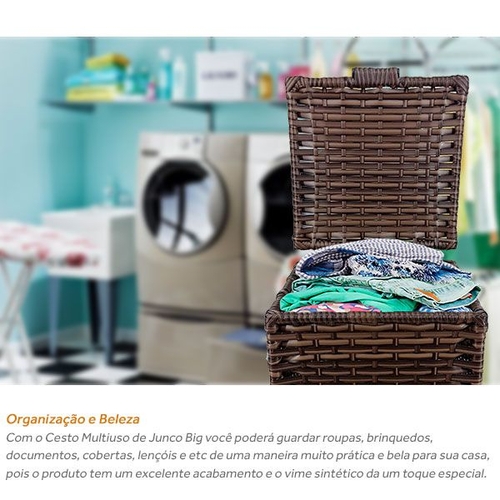 Organização e Beleza
Com o Cesto Multiuso de Junco Big você poderá guardar roupas, brinquedos,
documentos, cobertas, lençóis e etc de uma maneira muito prática e bela para sua casa,
pois o produto tem um excelente acabamento e o vime sintético da um toque especial.